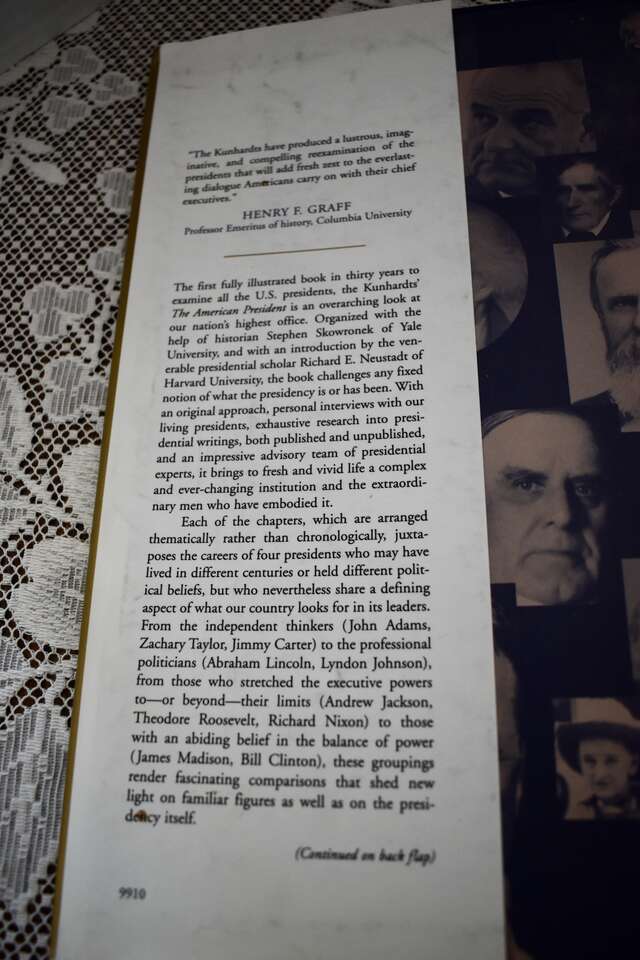 "The Kunhardts have produced a lustrous, imag-
inative, and compelling reexamination of the
presidents that will add fresh zest to the everlast-
ing dialogue Americans carry on with their chief
executives."
HENRY F. GRAFF
Professor Emeritus of history, Columbia University
The first fully illustrated book in thirty years to
examine all the U.S. presidents, the Kunhardts'
The American President is an overarching look at
our nation's highest office. Organized with the
help of historian Stephen Skowronek of Yale
University, and with an introduction by the ven-
erable presidential scholar Richard E. Neustadt of
Harvard University, the book challenges any fixed
notion of what the presidency is or has been. With
an original approach, personal interviews with our
living presidents, exhaustive research into presi-
dential writings, both published and unpublished,
and an impressive advisory team of presidential
experts, it brings to fresh and vivid life a complex
and ever-changing institution and the extraordi-
nary men who have embodied it.
Each of the chapters, which are arranged
thematically rather than chronologically, juxta-
poses the careers of four presidents who may have
lived in different centuries or held different polit-
ical beliefs, but who nevertheless share a defining
aspect of what our country looks for in its leaders.
From the independent thinkers (John Adams,
Zachary Taylor, Jimmy Carter) to the professional
politicians (Abraham Lincoln, Lyndon Johnson),
from those who stretched the executive powers
to—or beyond—their limits (Andrew Jackson,
Theodore Roosevelt, Richard Nixon) to those
with an abiding belief in the balance of power
(James Madison, Bill Clinton), these groupings
render fascinating comparisons that shed new
light on familiar figures as well as on the presi-
dency itself.
(Continued on back flap)
9910